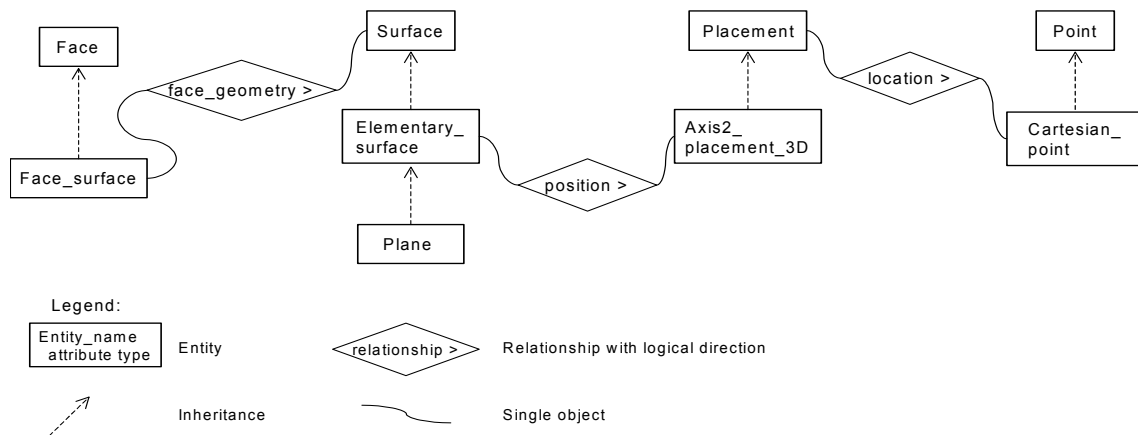 Face
Surface
Placement
Point
face_geometry >
location >
Elementary_
surface
Axis2_
placement_3D
Cartesian_
point
Face_surface
position >
Plane
Legend:
Entity_name
attribute type
Entity
relationship >
Relationship with logical direction
Inheritance
Single object